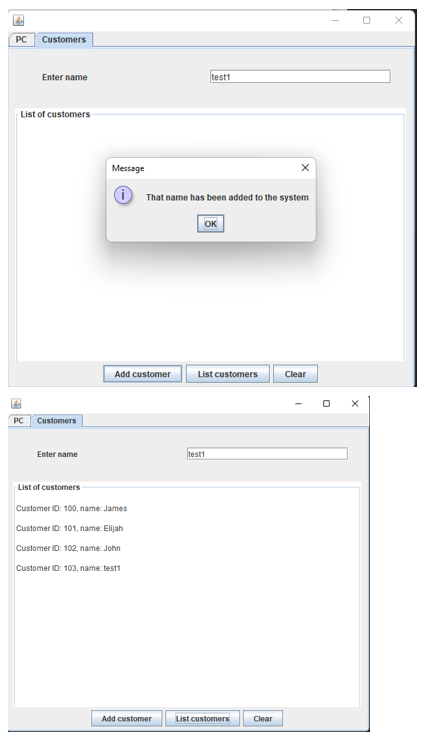 PC Customers
Enter name test1
List of customers
Message
That name has been added to the system
OK
Add customer List customers Clear
PC Customers
Enter name test1
List of customers
Customer ID: 100, name: James
Customer ID: 101, name: Elijah
Customer ID: 102, name: John
Customer ID: 103, name: test1
Add customer List customers Clear